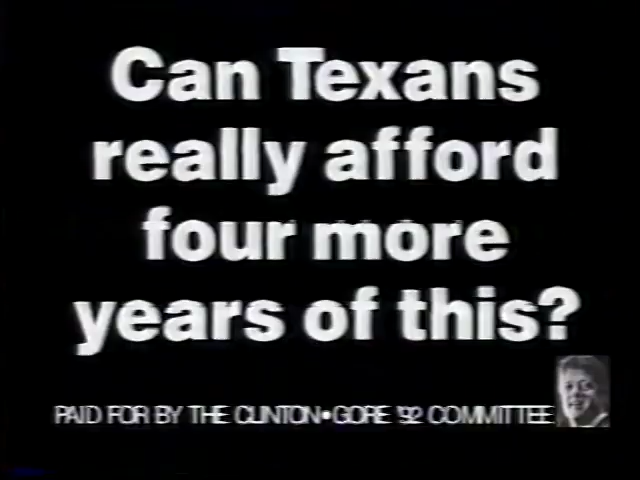 Can Texans
really afford
four more
years of this?
PAID FOR BY THE CLINTON•GORE '92 COMMITTEE